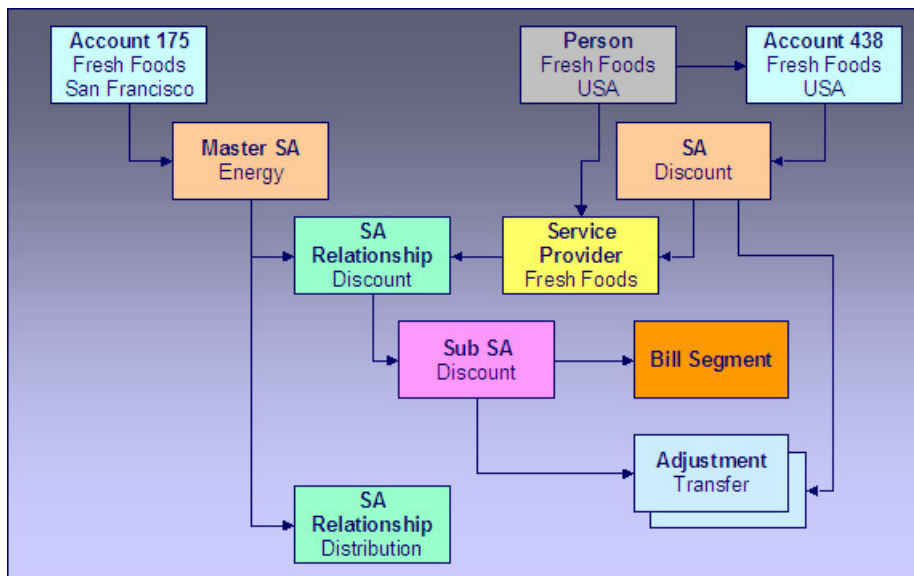 Account 175
Fresh Foods
San Francisco
Person
Fresh Foods
USA
Account 438
Fresh Foods
USA
Master SA
Energy
SA
Discount
SA
Relationship
Discount
Service
Provider
Fresh Foods
Sub SA
Discount
Bill Segment
Adjustment
Transfer
SA
Relationship
Distribution